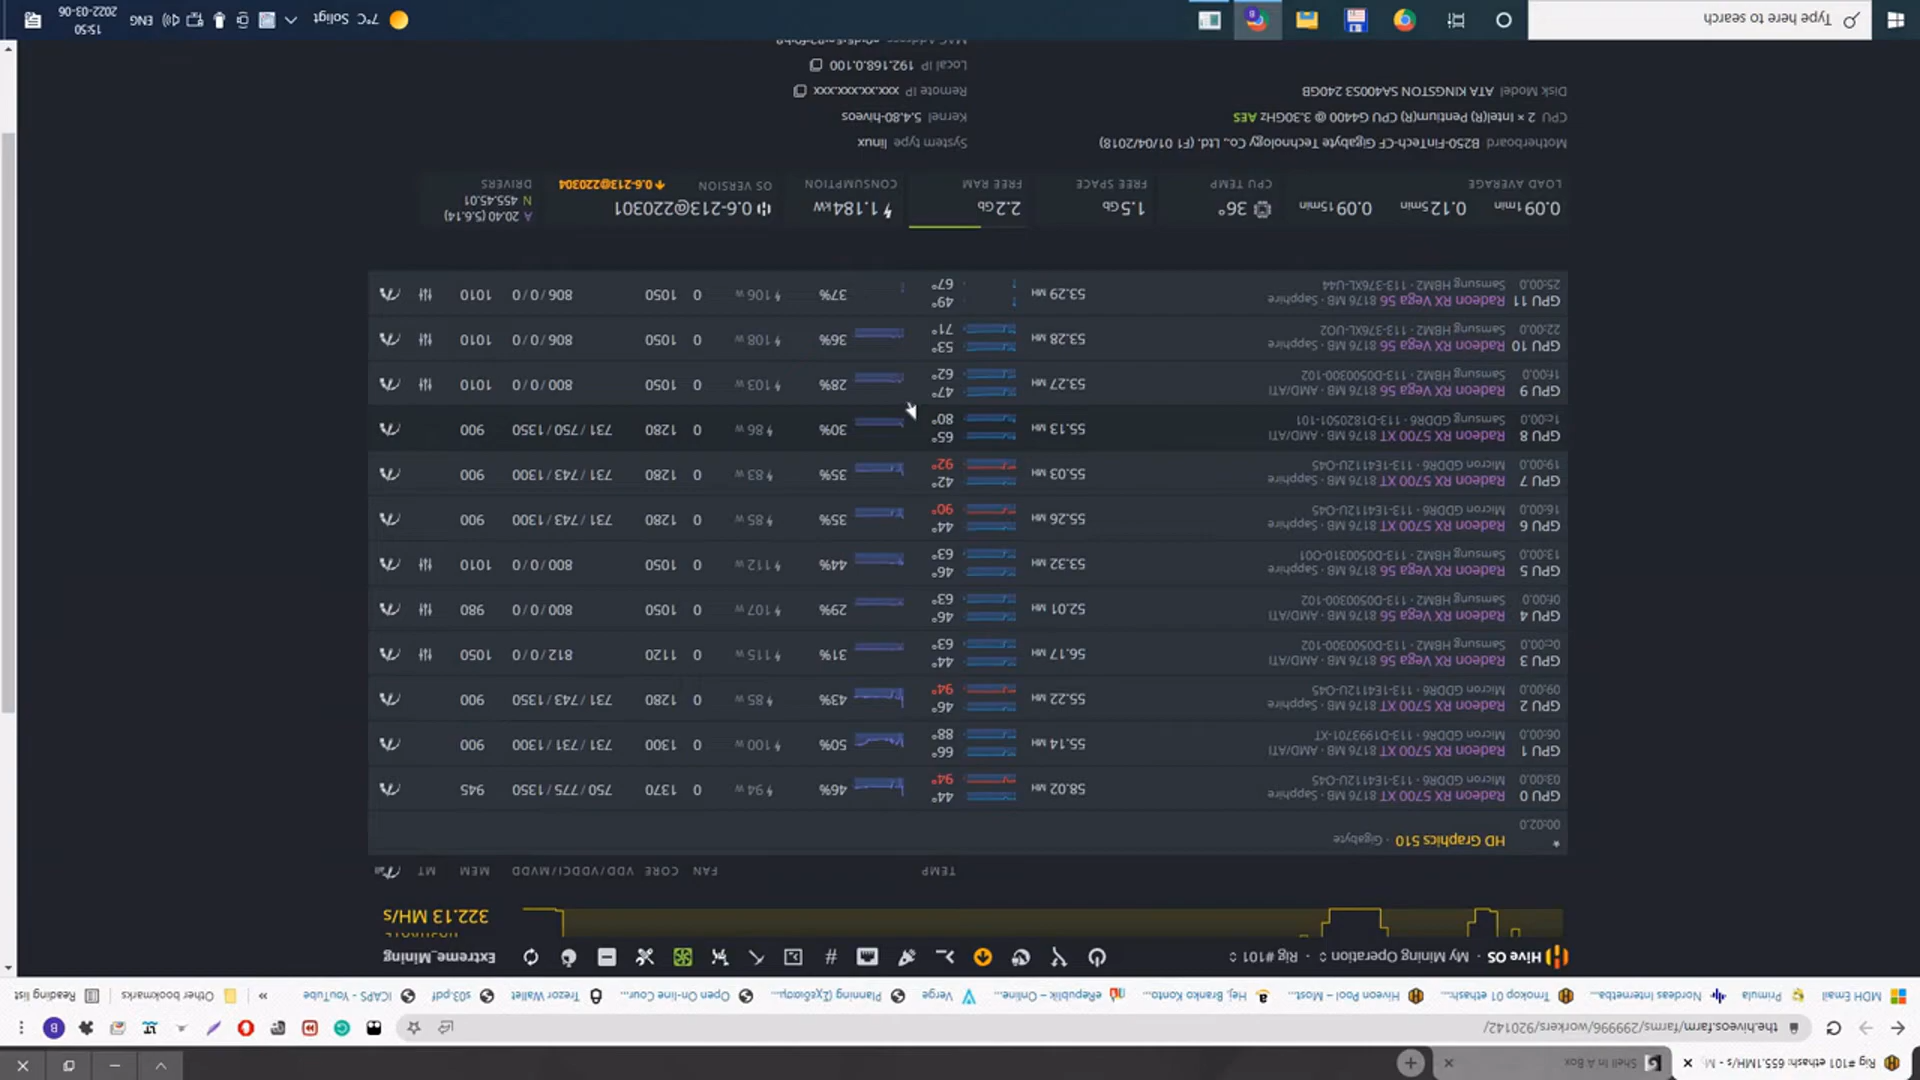 Rig #101 ethash: 655.1MH/s - M
Shell In A Box
the.hiveos.farm/farms/299996/workers/920142/
MDH Email
Primula
Nordeas Internetba...
Tmokop 01 ethash:...
Hiveon Pool – Most...
Hej, Branko Konto...
eRepublik – Online...
Verge
Planning (Σχέδιασμ...
Open On-line Cour...
Trezor Wallet
s03.pdf
ICAPS - YouTube
»
Other bookmarks
Reading list
Hive OS · My Mining Operation · Rig #101
Extreme_Mining
322.13 MH/s
TEMP FAN CORE VDD/VDDCI/MVDD MEM MT
* HD Graphics 510 · Gigabyte
00:02.0
GPU 0 Radeon RX 5700 XT 8176 MB · Sapphire
03:00.0 Micron GDDR6 · 113-1E4112U-O45
58.02 MH 44° 94° 46% 94 w 0 1370 750/775/1350 945
GPU 1 Radeon RX 5700 XT 8176 MB · AMD/ATI
06:00.0 Samsung GDDR6 · 113-D1993701-XT
55.14 MH 66° 88° 50% 100 w 0 1300 731/731/1300 900
GPU 2 Radeon RX 5700 XT 8176 MB · Sapphire
09:00.0 Micron GDDR6 · 113-1E4112U-O45
55.22 MH 46° 94° 43% 85 w 0 1280 731/743/1350 900
GPU 3 Radeon RX Vega 56 8176 MB · AMD/ATI
0c:00.0 Samsung HBM2 · 113-D0500300-102
56.17 MH 44° 63° 31% 115 w 0 1120 812/0/0 1050
GPU 4 Radeon RX Vega 56 8176 MB · AMD/ATI
0f:00.0 Samsung HBM2 · 113-D0500300-102
52.01 MH 46° 63° 29% 107 w 0 1050 800/0/0 980
GPU 5 Radeon RX Vega 56 8176 MB · Sapphire
13:00.0 Samsung HBM2 · 113-D0500310-O01
53.32 MH 46° 63° 44% 112 w 0 1050 800/0/0 1010
GPU 6 Radeon RX 5700 XT 8176 MB · Sapphire
16:00.0 Micron GDDR6 · 113-1E4112U-O45
55.26 MH 44° 90° 35% 85 w 0 1280 731/743/1300 900
GPU 7 Radeon RX 5700 XT 8176 MB · Sapphire
19:00.0 Micron GDDR6 · 113-1E4112U-O45
55.03 MH 42° 92° 35% 83 w 0 1280 731/743/1300 900
GPU 8 Radeon RX 5700 XT 8176 MB · AMD/ATI
1c:00.0 Samsung GDDR6 · 113-D1820501-101
55.13 MH 65° 80° 30% 86 w 0 1280 731/750/1350 900
GPU 9 Radeon RX Vega 56 8176 MB · AMD/ATI
1f:00.0 Samsung HBM2 · 113-D0500300-102
53.27 MH 47° 62° 28% 103 w 0 1050 800/0/0 1010
GPU 10 Radeon RX Vega 56 8176 MB · Sapphire
22:00.0 Samsung HBM2 · 113-376XL-UO2
53.28 MH 53° 71° 36% 108 w 0 1050 806/0/0 1010
GPU 11 Radeon RX Vega 56 8176 MB · Sapphire
25:00.0 Samsung HBM2 · 113-376XL-U44
53.29 MH 49° 67° 37% 106 w 0 1050 806/0/0 1010
0.09 1min 0.12 5min 0.09 15min
LOAD AVERAGE
36°
CPU TEMP
1.5Gb
FREE SPACE
2.2Gb
FREE RAM
1.184kW
CONSUMPTION
0.6-213@220301
OS VERSION 0.6-213@220304
A 20.40 (5.6.14)
N 455.45.01
DRIVERS
Motherboard B250-FinTech-CF Gigabyte Technology Co., Ltd. (F1 01/04/2018)
CPU 2 × Intel(R) Pentium(R) CPU G4400 @ 3.30GHz AES
Disk Model ATA KINGSTON SA400S3 240GB
System type linux
Kernel 5.4.80-hiveos
Remote IP xxx.xx.xxx.xxx
Local IP 192.168.0.100
Type here to search
7°C Soligt
ENG
15:50
2022-03-06